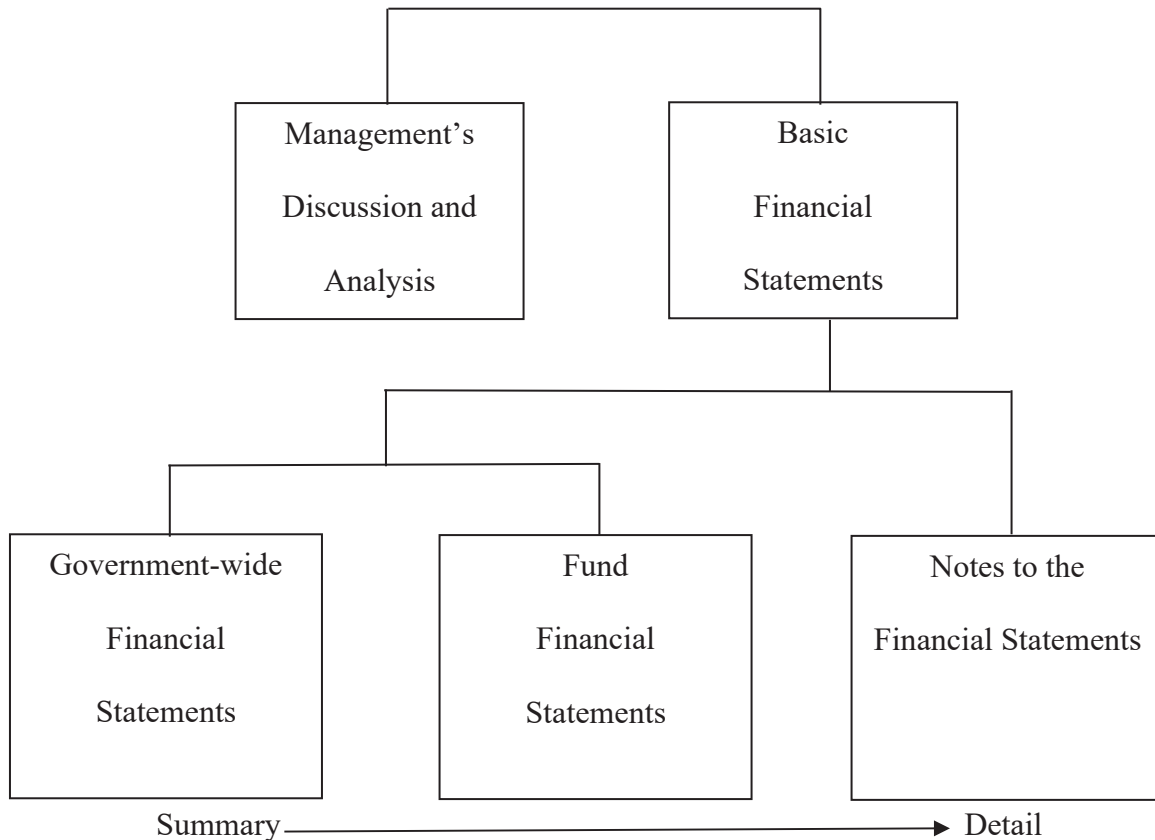 Management’s
Discussion and
Analysis
Basic
Financial
Statements
Government-wide
Financial
Statements
Fund
Financial
Statements
Notes to the
Financial Statements
Summary
Detail